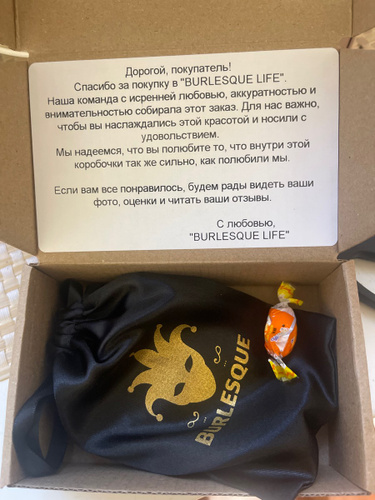 Дорогой, покупатель!
Спасибо за покупку в "BURLESQUE LIFE".
Наша команда с исренней любовью, аккуратностью и
внимательностью собирала этот заказ. Для нас важно,
чтобы вы наслаждались этой красотой и носили с
удовольствием.
Мы надеемся, что вы полюбите то, что внутри этой
коробочки так же сильно, как полюбили мы.
Если вам все понравилось, будем рады видеть ваши
фото, оценки и читать ваши отзывы.
С любовью,
"BURLESQUE LIFE"
BURLESQUE